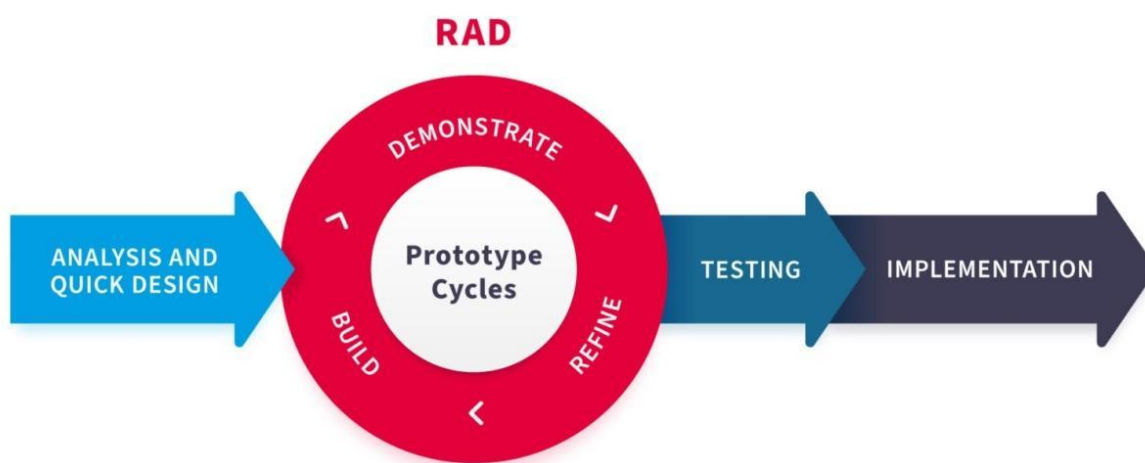 RAD
ANALYSIS AND
QUICK DESIGN
DEMONSTRATE
Prototype
Cycles
BUILD
REFINE
TESTING
IMPLEMENTATION